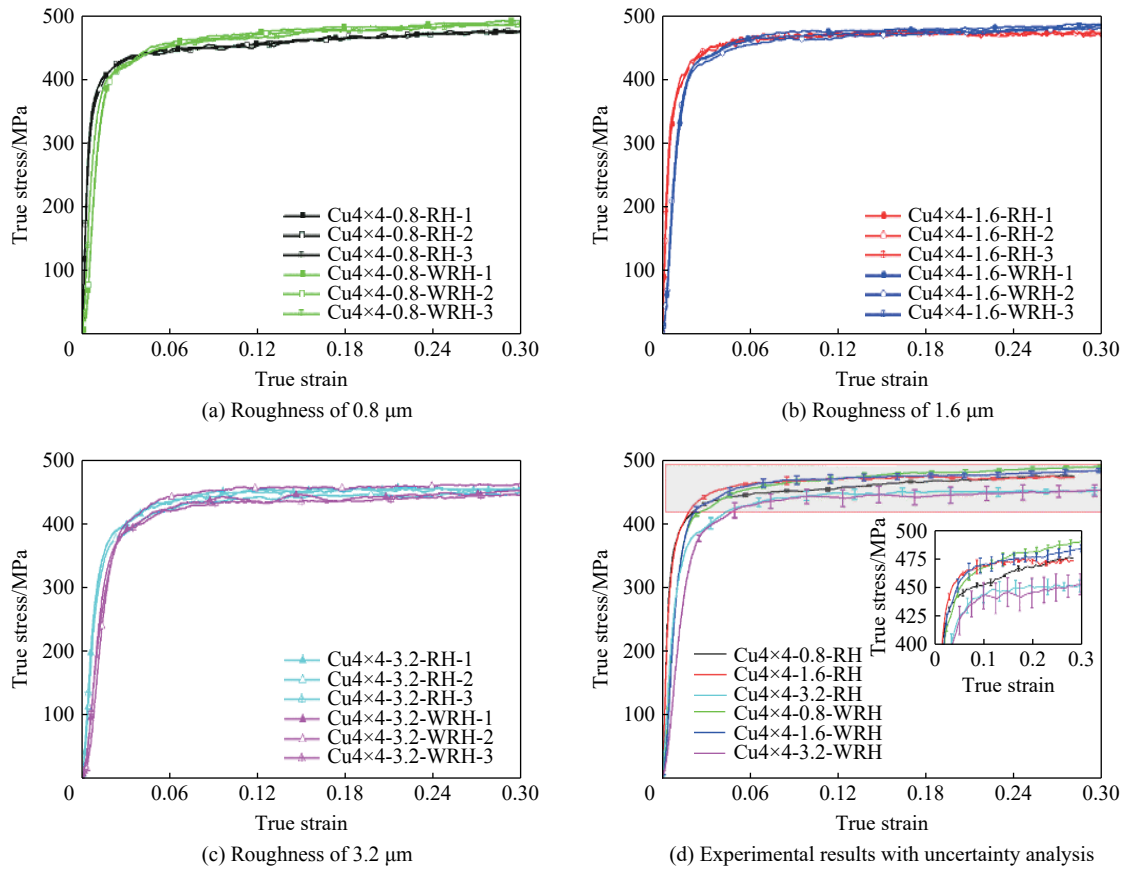 500
400
300
200
100
0
0.06
0.12
0.18
0.24
0.30
True stress/MPa
True strain
Cu4×4-0.8-RH-1
Cu4×4-0.8-RH-2
Cu4×4-0.8-RH-3
Cu4×4-0.8-WRH-1
Cu4×4-0.8-WRH-2
Cu4×4-0.8-WRH-3
(a) Roughness of 0.8 μm
500
400
300
200
100
0
0.06
0.12
0.18
0.24
0.30
True stress/MPa
True strain
Cu4×4-1.6-RH-1
Cu4×4-1.6-RH-2
Cu4×4-1.6-RH-3
Cu4×4-1.6-WRH-1
Cu4×4-1.6-WRH-2
Cu4×4-1.6-WRH-3
(b) Roughness of 1.6 μm
500
400
300
200
100
0
0.06
0.12
0.18
0.24
0.30
True stress/MPa
True strain
Cu4×4-3.2-RH-1
Cu4×4-3.2-RH-2
Cu4×4-3.2-RH-3
Cu4×4-3.2-WRH-1
Cu4×4-3.2-WRH-2
Cu4×4-3.2-WRH-3
(c) Roughness of 3.2 μm
500
400
300
200
100
0
0.06
0.12
0.18
0.24
0.30
True stress/MPa
True strain
500
475
450
425
400
0
0.1
0.2
0.3
True stress/MPa
True strain
Cu4×4-0.8-RH
Cu4×4-1.6-RH
Cu4×4-3.2-RH
Cu4×4-0.8-WRH
Cu4×4-1.6-WRH
Cu4×4-3.2-WRH
(d) Experimental results with uncertainty analysis